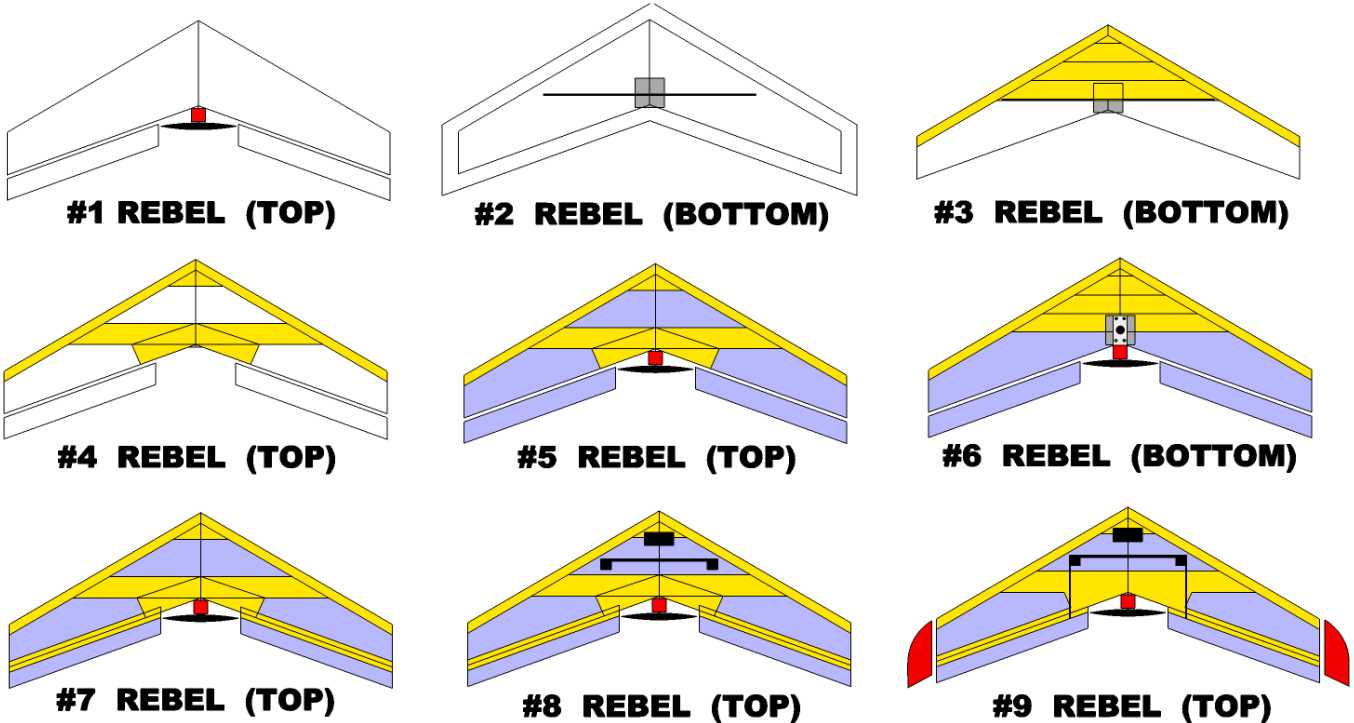 #1 REBEL (TOP)
#2 REBEL (BOTTOM)
#3 REBEL (BOTTOM)
#4 REBEL (TOP)
#5 REBEL (TOP)
#6 REBEL (BOTTOM)
#7 REBEL (TOP)
#8 REBEL (TOP)
#9 REBEL (TOP)